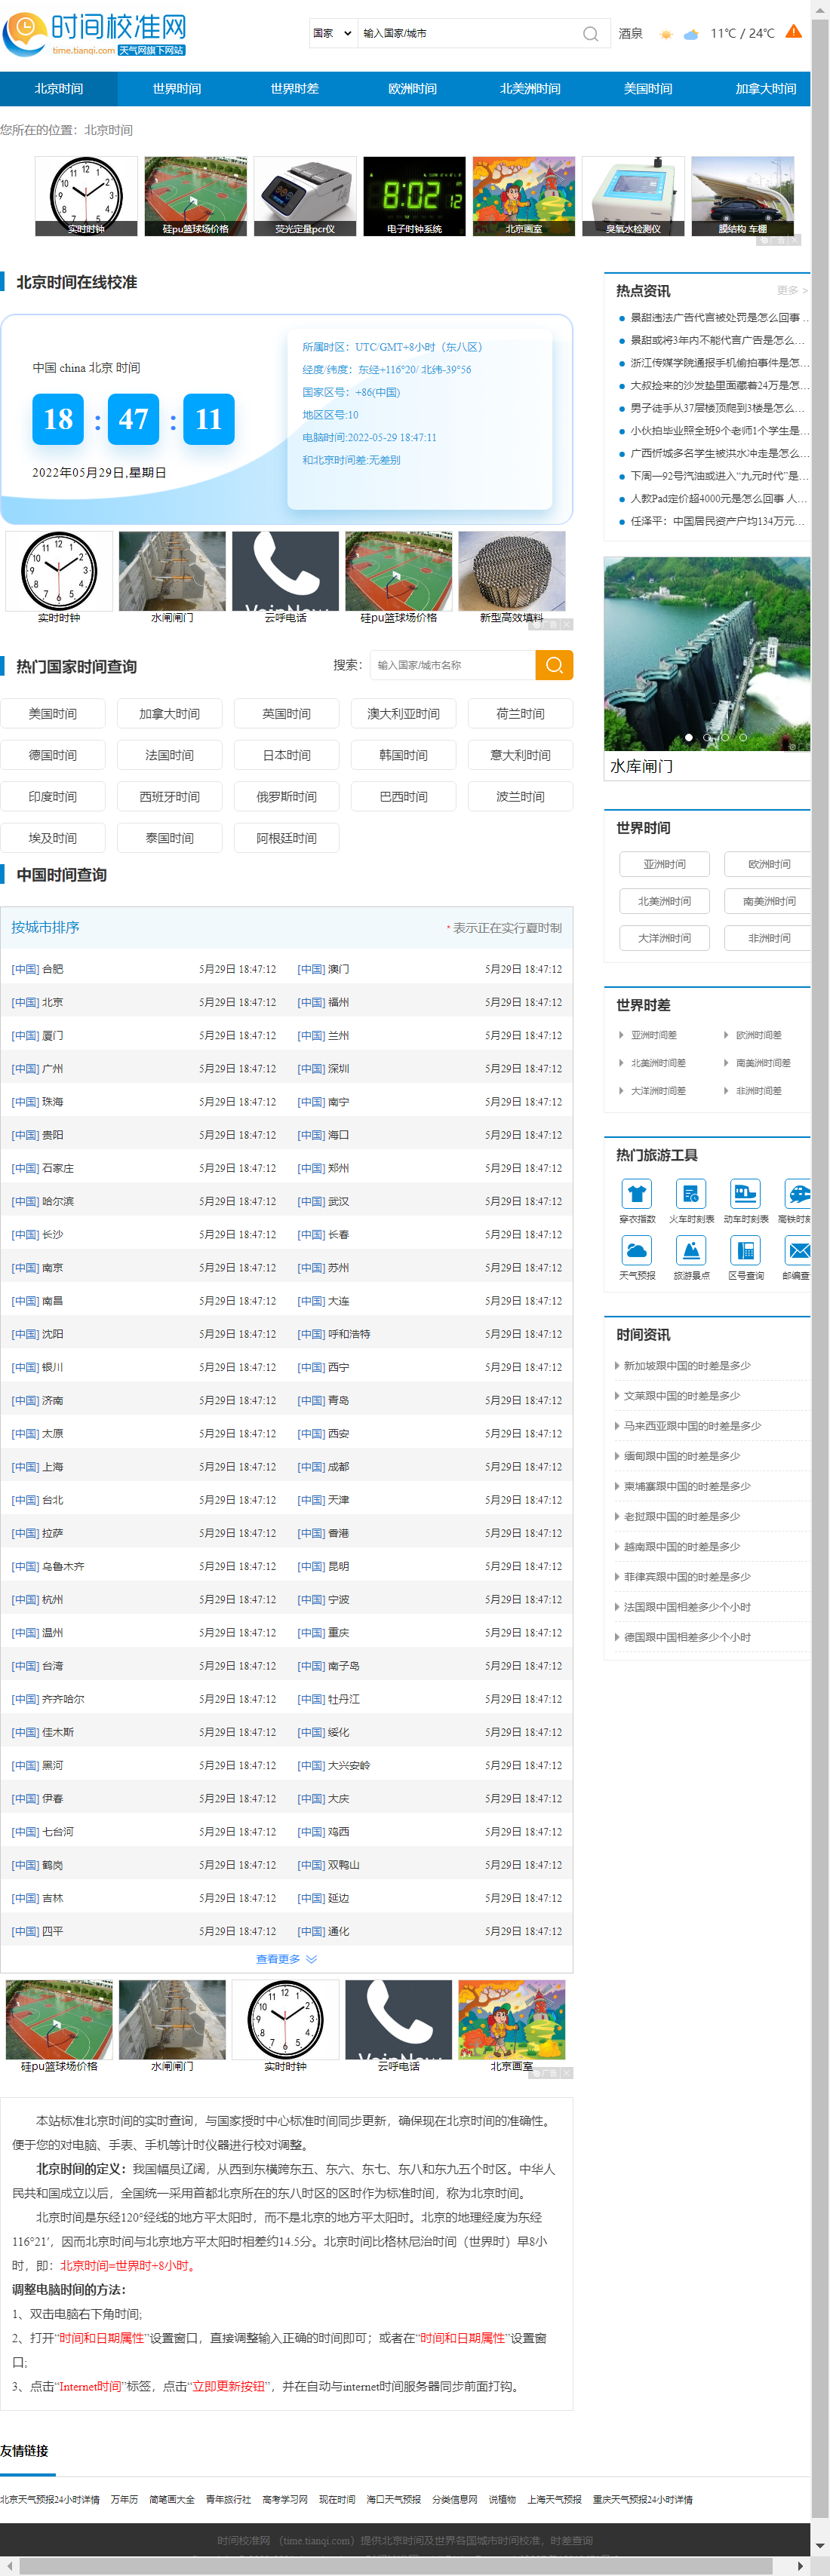 时间校准网
time.tianqi.com 天气网旗下网站
国家 输入国家/城市
酒泉 11℃ / 24℃
北京时间 世界时间 世界时差 欧洲时间 北美洲时间 美国时间 加拿大时间
您所在的位置：北京时间
实时时钟 硅pu篮球场价格 荧光定量pcr仪 电子时钟系统 北京画室 臭氧水检测仪 膜结构 车棚
广告
北京时间在线校准
中国 china 北京 时间
18 : 47 : 11
2022年05月29日,星期日
所属时区：UTC/GMT+8小时（东八区）
经度/纬度：东经+116°20/ 北纬-39°56
国家区号：+86(中国)
地区区号:10
电脑时间:2022-05-29 18:47:11
和北京时间差:无差别
实时时钟 水闸闸门 云呼电话 硅pu篮球场价格 新型高效填料
广告
热门国家时间查询
搜索： 输入国家/城市名称
美国时间 加拿大时间 英国时间 澳大利亚时间 荷兰时间
德国时间 法国时间 日本时间 韩国时间 意大利时间
印度时间 西班牙时间 俄罗斯时间 巴西时间 波兰时间
埃及时间 泰国时间 阿根廷时间
中国时间查询
按城市排序 * 表示正在实行夏时制
[中国] 合肥 5月29日 18:47:12 [中国] 澳门 5月29日 18:47:12
[中国] 北京 5月29日 18:47:12 [中国] 福州 5月29日 18:47:12
[中国] 厦门 5月29日 18:47:12 [中国] 兰州 5月29日 18:47:12
[中国] 广州 5月29日 18:47:12 [中国] 深圳 5月29日 18:47:12
[中国] 珠海 5月29日 18:47:12 [中国] 南宁 5月29日 18:47:12
[中国] 贵阳 5月29日 18:47:12 [中国] 海口 5月29日 18:47:12
[中国] 石家庄 5月29日 18:47:12 [中国] 郑州 5月29日 18:47:12
[中国] 哈尔滨 5月29日 18:47:12 [中国] 武汉 5月29日 18:47:12
[中国] 长沙 5月29日 18:47:12 [中国] 长春 5月29日 18:47:12
[中国] 南京 5月29日 18:47:12 [中国] 苏州 5月29日 18:47:12
[中国] 南昌 5月29日 18:47:12 [中国] 大连 5月29日 18:47:12
[中国] 沈阳 5月29日 18:47:12 [中国] 呼和浩特 5月29日 18:47:12
[中国] 银川 5月29日 18:47:12 [中国] 西宁 5月29日 18:47:12
[中国] 济南 5月29日 18:47:12 [中国] 青岛 5月29日 18:47:12
[中国] 太原 5月29日 18:47:12 [中国] 西安 5月29日 18:47:12
[中国] 上海 5月29日 18:47:12 [中国] 成都 5月29日 18:47:12
[中国] 台北 5月29日 18:47:12 [中国] 天津 5月29日 18:47:12
[中国] 拉萨 5月29日 18:47:12 [中国] 香港 5月29日 18:47:12
[中国] 乌鲁木齐 5月29日 18:47:12 [中国] 昆明 5月29日 18:47:12
[中国] 杭州 5月29日 18:47:12 [中国] 宁波 5月29日 18:47:12
[中国] 温州 5月29日 18:47:12 [中国] 重庆 5月29日 18:47:12
[中国] 台湾 5月29日 18:47:12 [中国] 南子岛 5月29日 18:47:12
[中国] 齐齐哈尔 5月29日 18:47:12 [中国] 牡丹江 5月29日 18:47:12
[中国] 佳木斯 5月29日 18:47:12 [中国] 绥化 5月29日 18:47:12
[中国] 黑河 5月29日 18:47:12 [中国] 大兴安岭 5月29日 18:47:12
[中国] 伊春 5月29日 18:47:12 [中国] 大庆 5月29日 18:47:12
[中国] 七台河 5月29日 18:47:12 [中国] 鸡西 5月29日 18:47:12
[中国] 鹤岗 5月29日 18:47:12 [中国] 双鸭山 5月29日 18:47:12
[中国] 吉林 5月29日 18:47:12 [中国] 延边 5月29日 18:47:12
[中国] 四平 5月29日 18:47:12 [中国] 通化 5月29日 18:47:12
查看更多
硅pu篮球场价格 水闸闸门 实时时钟 云呼电话 北京画室
广告
本站标准北京时间的实时查询，与国家授时中心标准时间同步更新，确保现在北京时间的准确性。
便于您的对电脑、手表、手机等计时仪器进行校对调整。
北京时间的定义：我国幅员辽阔，从西到东横跨东五、东六、东七、东八和东九五个时区。中华人
民共和国成立以后，全国统一采用首都北京所在的东八时区的区时作为标准时间，称为北京时间。
北京时间是东经120°经线的地方平太阳时，而不是北京的地方平太阳时。北京的地理经度为东经
116°21′，因而北京时间与北京地方平太阳时相差约14.5分。北京时间比格林尼治时间（世界时）早8小
时，即：北京时间=世界时+8小时。
调整电脑时间的方法：
1、双击电脑右下角时间;
2、打开“时间和日期属性”设置窗口，直接调整输入正确的时间即可；或者在“时间和日期属性”设置窗
口;
3、点击“Internet时间”标签，点击“立即更新按钮”，并在自动与internet时间服务器同步前面打钩。
热点资讯 更多 >
景甜违法广告代言被处罚是怎么回事 ..
景甜或将3年内不能代言广告是怎么...
浙江传媒学院通报手机偷拍事件是怎...
大叔捡来的沙发垫里面藏着24万是怎...
男子徒手从37层楼顶爬到3楼是怎么...
小伙拍毕业照全班9个老师1个学生是...
广西忻城多名学生被洪水冲走是怎么...
下周一92号汽油或进入“九元时代”是...
人教Pad定价超4000元是怎么回事 人...
任泽平：中国居民资产户均134万元...
水库闸门
世界时间
亚洲时间 欧洲时间
北美洲时间 南美洲时间
大洋洲时间 非洲时间
世界时差
亚洲时间差 欧洲时间差
北美洲时间差 南美洲时间差
大洋洲时间差 非洲时间差
热门旅游工具
穿衣指数 火车时刻表 动车时刻表 高铁时刻
天气预报 旅游景点 区号查询 邮编查
时间资讯
新加坡跟中国的时差是多少
文莱跟中国的时差是多少
马来西亚跟中国的时差是多少
缅甸跟中国的时差是多少
柬埔寨跟中国的时差是多少
老挝跟中国的时差是多少
越南跟中国的时差是多少
菲律宾跟中国的时差是多少
法国跟中国相差多少个小时
德国跟中国相差多少个小时
友情链接
北京天气预报24小时详情 万年历 简笔画大全 青年旅行社 高考学习网 现在时间 海口天气预报 分类信息网 说植物 上海天气预报 重庆天气预报24小时详情
时间校准网 （time.tianqi.com）提供北京时间及世界各国城市时间校准，时差查询